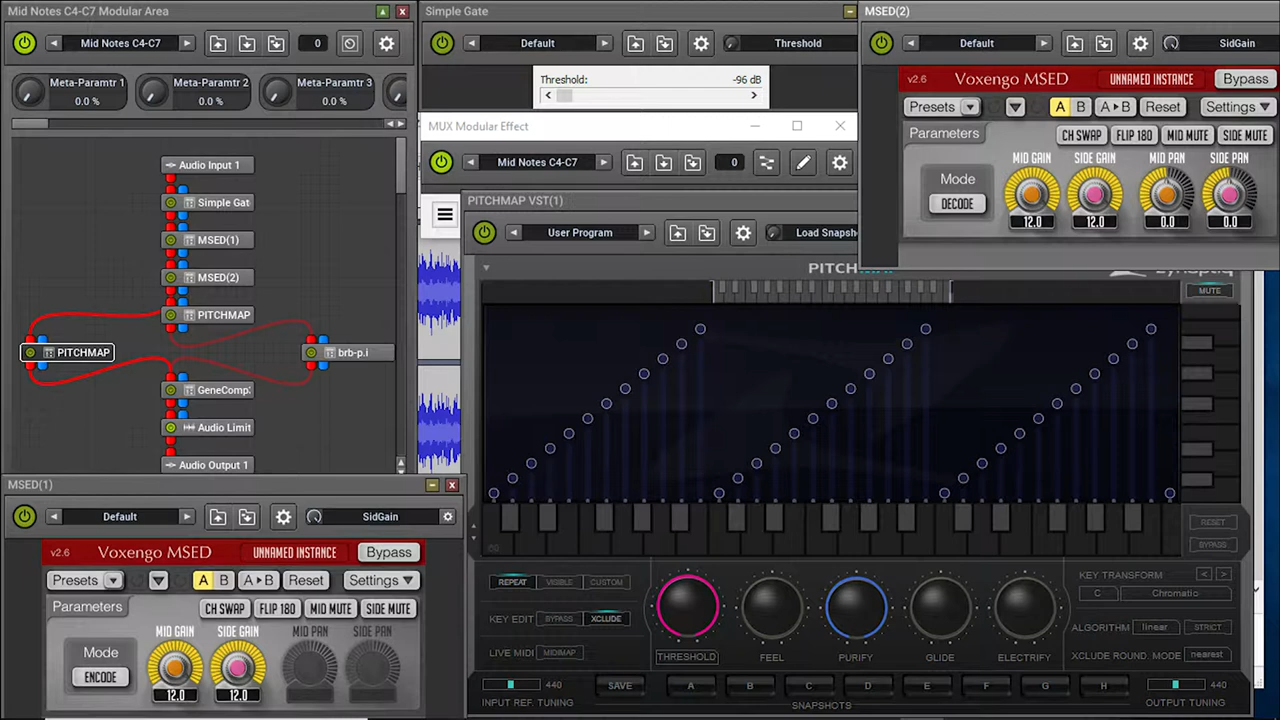 Mid Notes C4-C7 Modular Area
Mid Notes C4-C7
0
Meta-Paramtr 1
0.0 %
Meta-Paramtr 2
0.0 %
Meta-Paramtr 3
0.0 %
Audio Input 1
Simple Gat
MSED(1)
MSED(2)
PITCHMAP
PITCHMAP
brb-p.i
GeneComp
Audio Limit
Audio Output 1
Simple Gate
Default
Threshold
Threshold:
-96 dB
MUX Modular Effect
Mid Notes C4-C7
0
PITCHMAP VST(1)
User Program
Load Snapsh
MSED(2)
Default
SidGain
v2.6
Voxengo MSED
UNNAMED INSTANCE
Bypass
Presets
A
B
A▸B
Reset
Settings
Parameters
CH SWAP
FLIP 180
MID MUTE
SIDE MUTE
Mode
DECODE
MID GAIN
SIDE GAIN
MID PAN
SIDE PAN
12.0
12.0
0.0
0.0
MUTE
RESET
BYPASS
REPEAT
VISIBLE
CUSTOM
KEY EDIT
BYPASS
XCLUDE
LIVE MIDI
MIDIMAP
THRESHOLD
FEEL
PURIFY
GLIDE
ELECTRIFY
KEY TRANSFORM
<
>
C
Chromatic
ALGORITHM
linear
STRICT
XCLUDE ROUND. MODE
nearest
440
INPUT REF. TUNING
SAVE
A
B
C
D
E
F
G
H
SNAPSHOTS
440
OUTPUT TUNING
MSED(1)
Default
SidGain
v2.6
Voxengo MSED
UNNAMED INSTANCE
Bypass
Presets
A
B
A▸B
Reset
Settings
Parameters
CH SWAP
FLIP 180
MID MUTE
SIDE MUTE
Mode
ENCODE
MID GAIN
SIDE GAIN
MID PAN
SIDE PAN
12.0
12.0